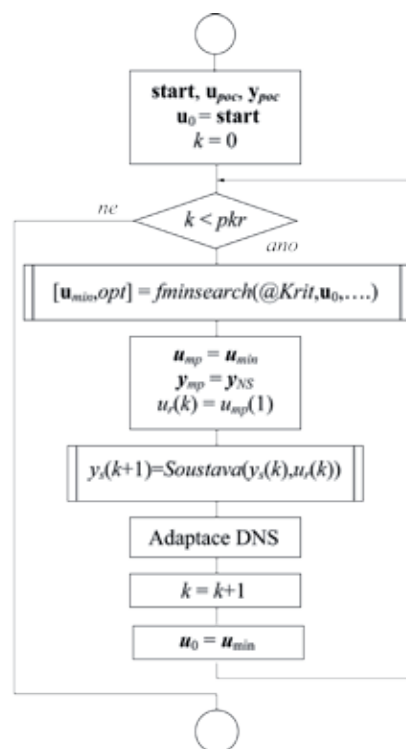 start, u_poc, y_poc
u_0 = start
k = 0
ne
k < pkr
ano
[u_min,opt] = fminsearch(@Krit,u_0,….)
u_mp = u_min
y_mp = y_NS
u_r(k) = u_mp(1)
y_s(k+1)=Soustava(y_s(k),u_r(k))
Adaptace DNS
k = k+1
u_0 = u_min